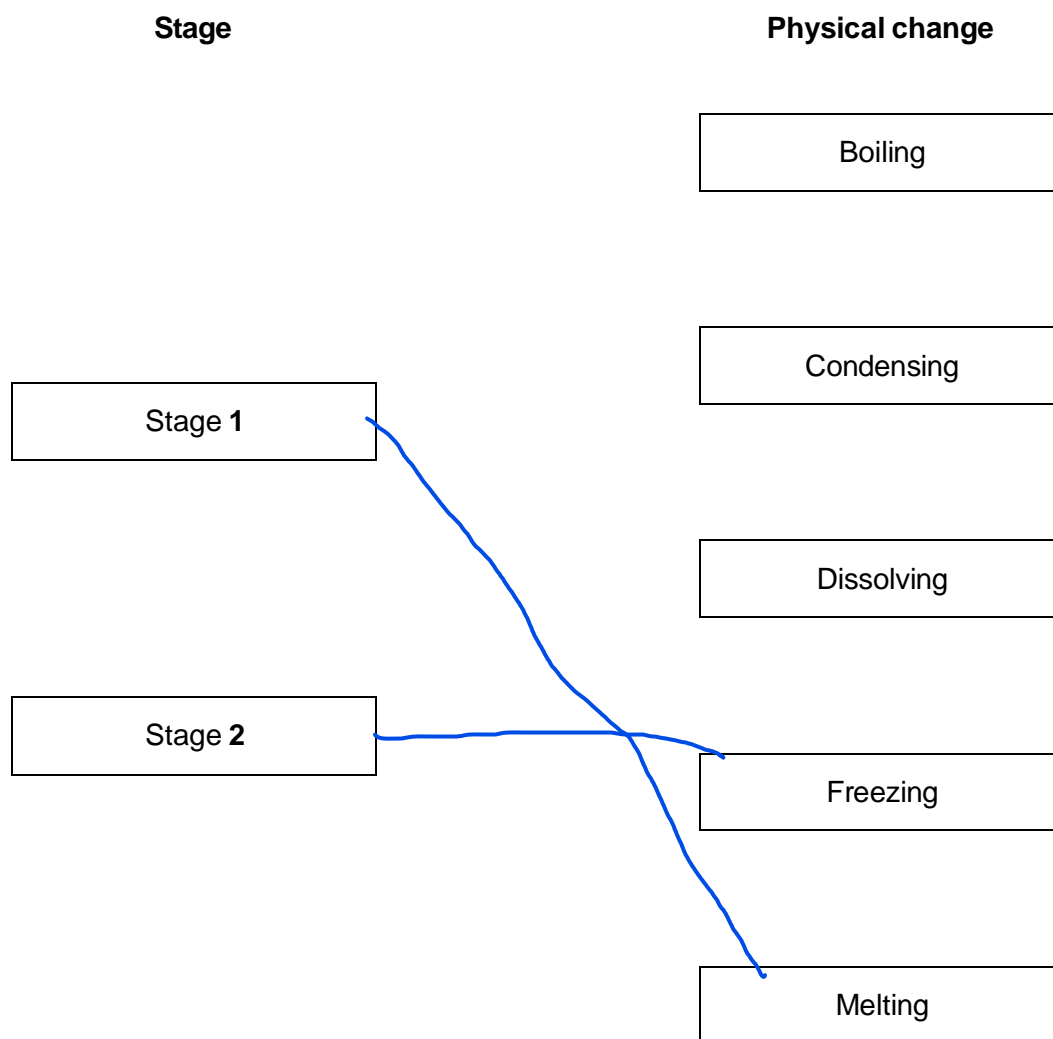 Stage Physical change
Boiling
Condensing
Stage 1
Dissolving
Stage 2
Freezing
Melting